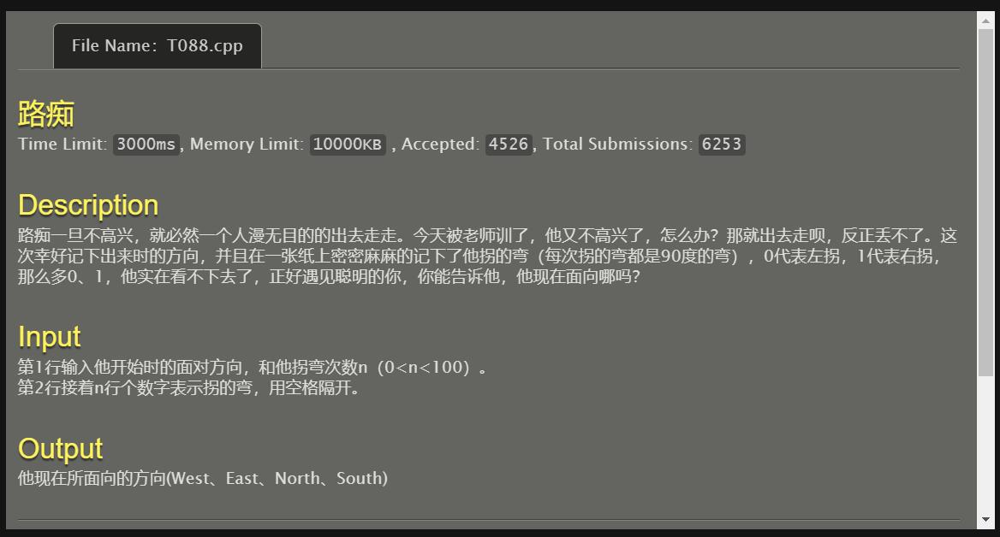 File Name：T088.cpp
路痴
Time Limit: 3000ms, Memory Limit: 10000KB , Accepted: 4526, Total Submissions: 6253
Description
路痴一旦不高兴，就必然一个人漫无目的的出去走走。今天被老师训了，他又不高兴了，怎么办？那就出去走呗，反正丢不了。这
次幸好记下出来时的方向，并且在一张纸上密密麻麻的记下了他拐的弯（每次拐的弯都是90度的弯），0代表左拐，1代表右拐，
那么多0、1，他实在看不下去了，正好遇见聪明的你，你能告诉他，他现在面向哪吗？
Input
第1行输入他开始时的面对方向，和他拐弯次数n（0<n<100）。
第2行接着n行个数字表示拐的弯，用空格隔开。
Output
他现在所面向的方向(West、East、North、South)